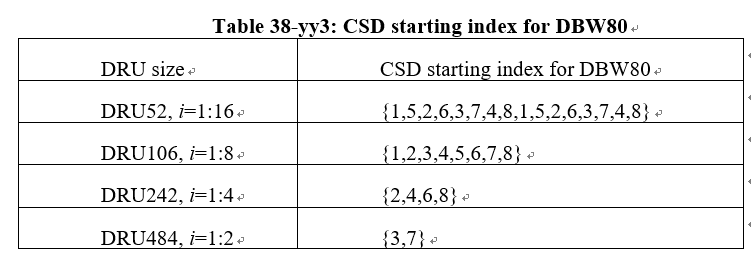 Table 38-yy3: CSD starting index for DBW80
DRU size CSD starting index for DBW80
DRU52, i=1:16 {1,5,2,6,3,7,4,8,1,5,2,6,3,7,4,8}
DRU106, i=1:8 {1,2,3,4,5,6,7,8}
DRU242, i=1:4 {2,4,6,8}
DRU484, i=1:2 {3,7}